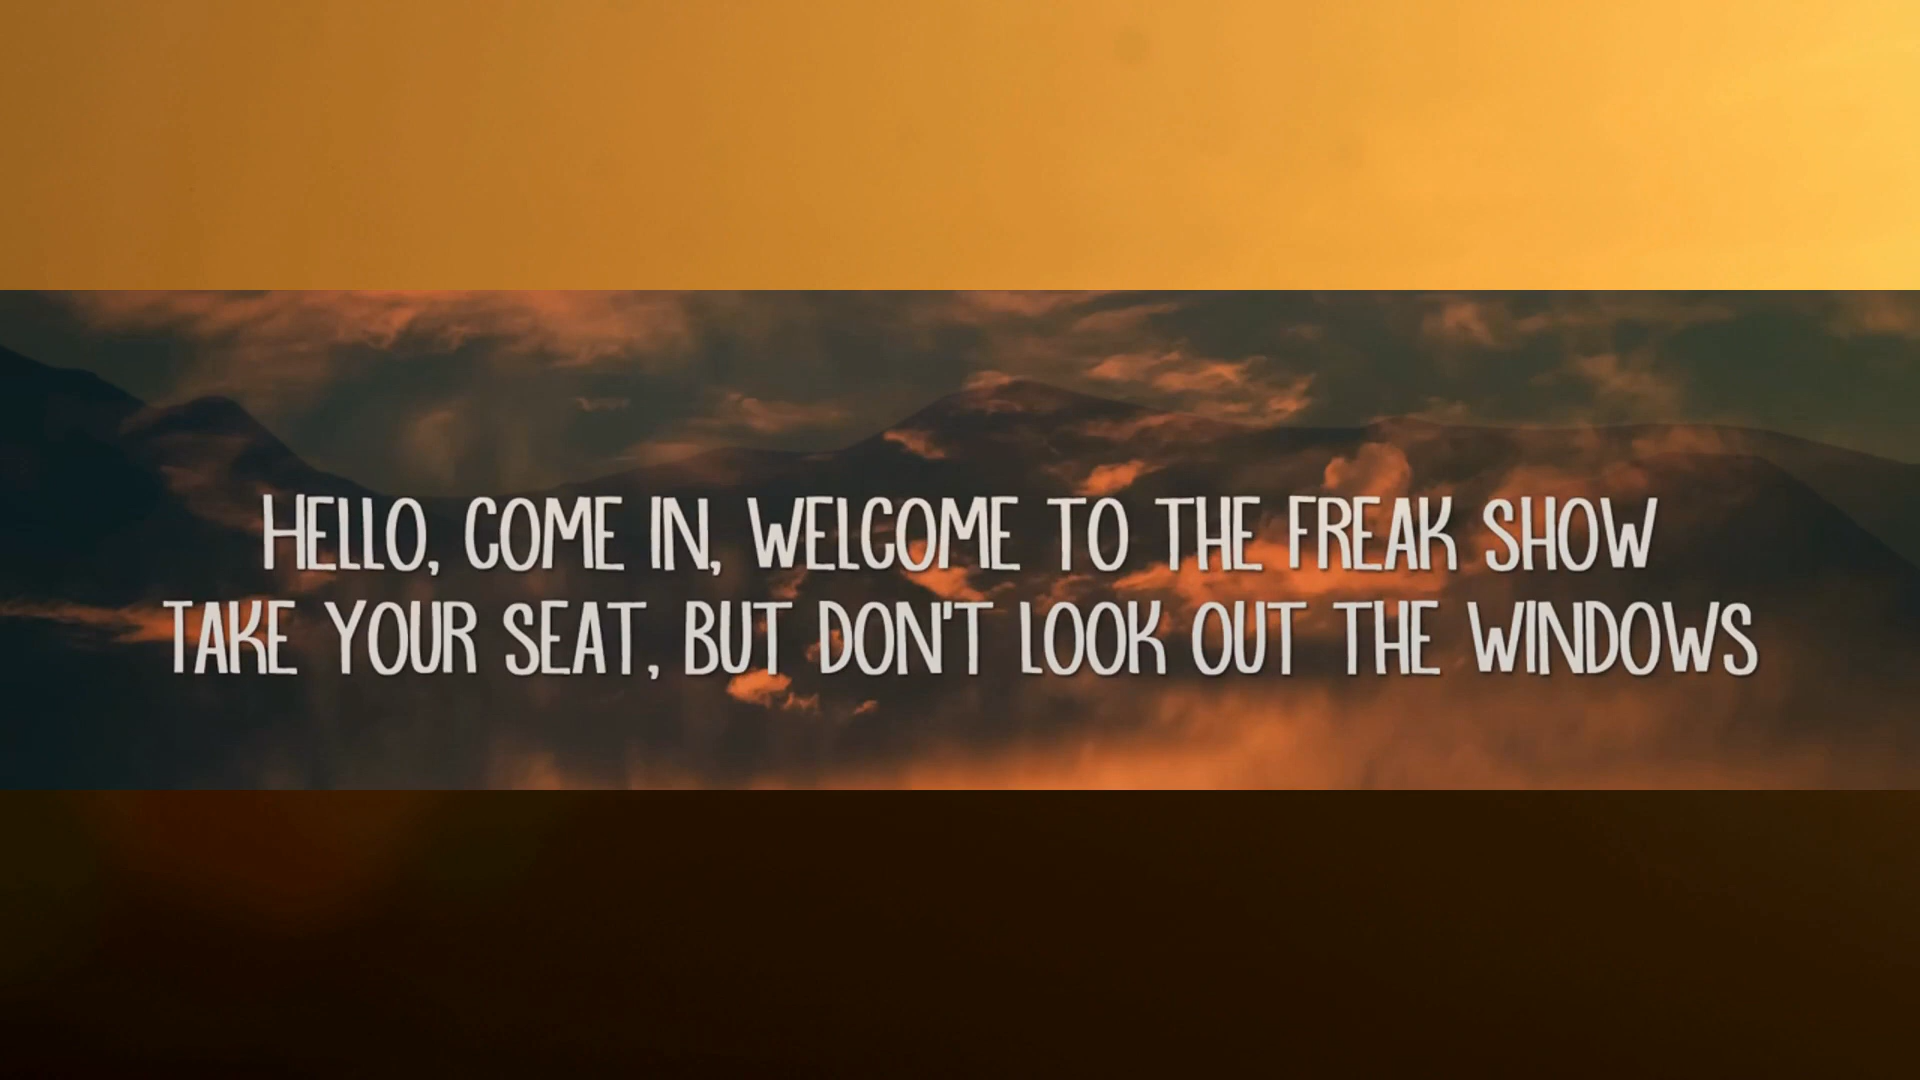 HELLO, COME IN, WELCOME TO THE FREAK SHOW
TAKE YOUR SEAT, BUT DON'T LOOK OUT THE WINDOWS